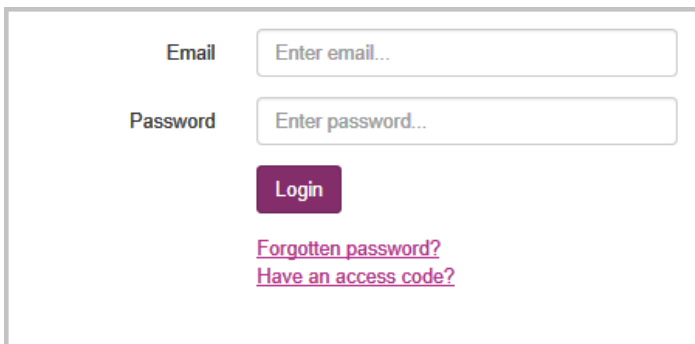 Email Enter email...
Password Enter password...
Login
Forgotten password?
Have an access code?